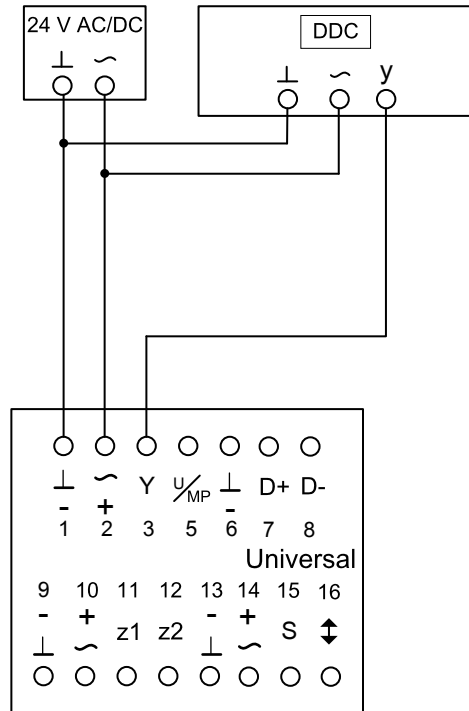 24 V AC/DC
DDC
⊥ ~
⊥ ~ y
⊥ ~ Y U/MP ⊥ D+ D-
- + -
1 2 3 5 6 7 8
Universal
9 10 11 12 13 14 15 16
- + z1 z2 - + S ↕
⊥ ~ ⊥ ~